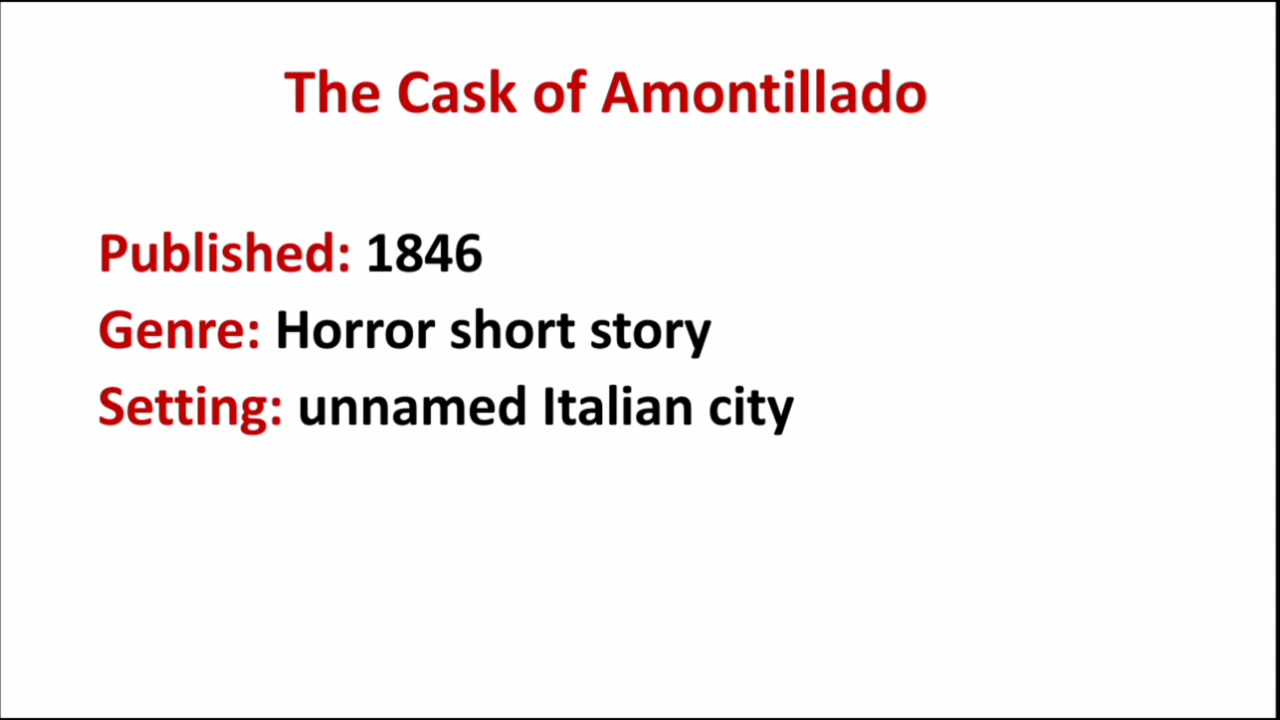 The Cask of Amontillado
Published: 1846
Genre: Horror short story
Setting: unnamed Italian city